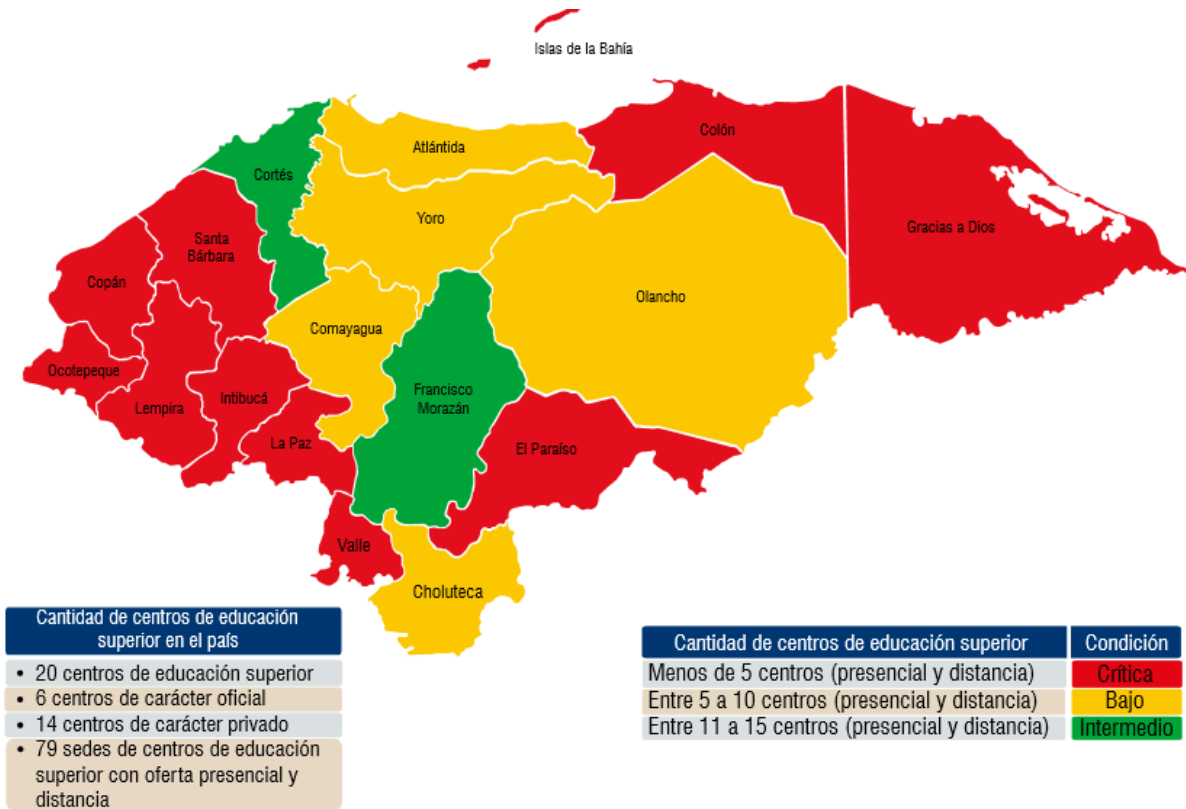 Islas de la Bahía
Colón
Atlántida
Cortés
Yoro
Gracias a Dios
Santa
Bárbara
Copán
Olancho
Comayagua
Ocotepeque
Francisco
Morazán
Intibucá
Lempira
La Paz
El Paraíso
Valle
Choluteca
Cantidad de centros de educación
superior en el país
• 20 centros de educación superior
• 6 centros de carácter oficial
• 14 centros de carácter privado
• 79 sedes de centros de educación
superior con oferta presencial y
distancia
Cantidad de centros de educación superior Condición
Menos de 5 centros (presencial y distancia) Crítica
Entre 5 a 10 centros (presencial y distancia) Bajo
Entre 11 a 15 centros (presencial y distancia) Intermedio